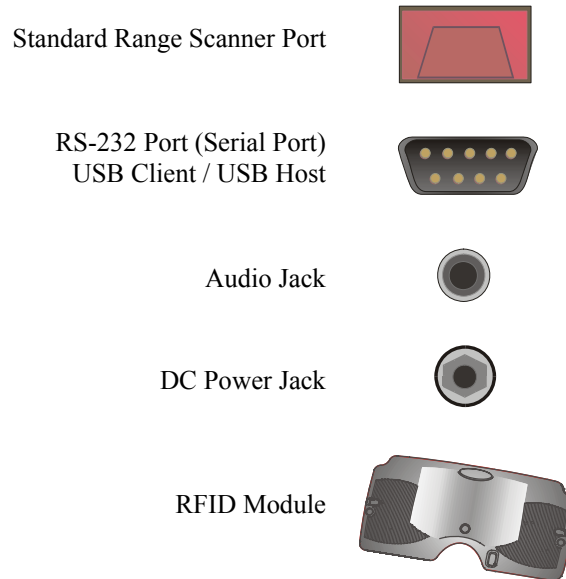 Standard Range Scanner Port
RS-232 Port (Serial Port)
USB Client / USB Host
Audio Jack
DC Power Jack
RFID Module